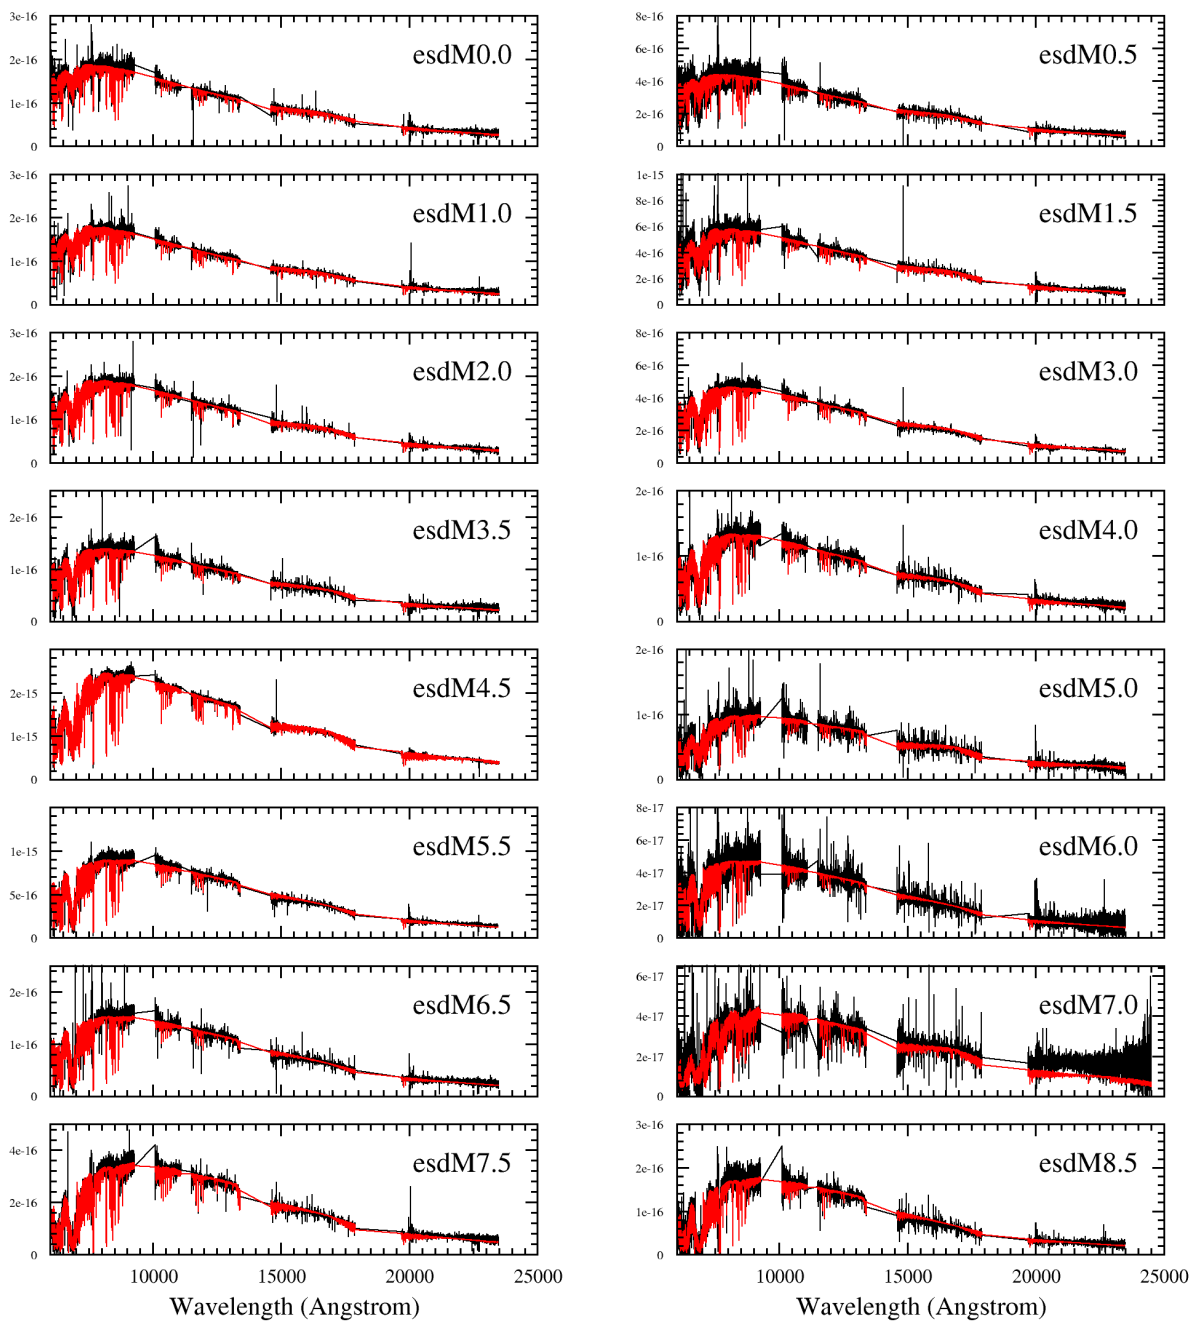 3e-16
2e-16
1e-16
0
esdM0.0
8e-16
6e-16
4e-16
2e-16
0
esdM0.5
3e-16
2e-16
1e-16
0
esdM1.0
1e-15
8e-16
6e-16
4e-16
2e-16
0
esdM1.5
3e-16
2e-16
1e-16
0
esdM2.0
8e-16
6e-16
4e-16
2e-16
0
esdM3.0
2e-16
1e-16
0
esdM3.5
2e-16
1e-16
0
esdM4.0
2e-15
1e-15
0
esdM4.5
2e-16
1e-16
0
esdM5.0
1e-15
5e-16
0
esdM5.5
8e-17
6e-17
4e-17
2e-17
0
esdM6.0
2e-16
1e-16
0
esdM6.5
6e-17
4e-17
2e-17
0
esdM7.0
4e-16
2e-16
0
esdM7.5
10000 15000 20000 25000
Wavelength (Angstrom)
3e-16
2e-16
1e-16
0
esdM8.5
10000 15000 20000 25000
Wavelength (Angstrom)